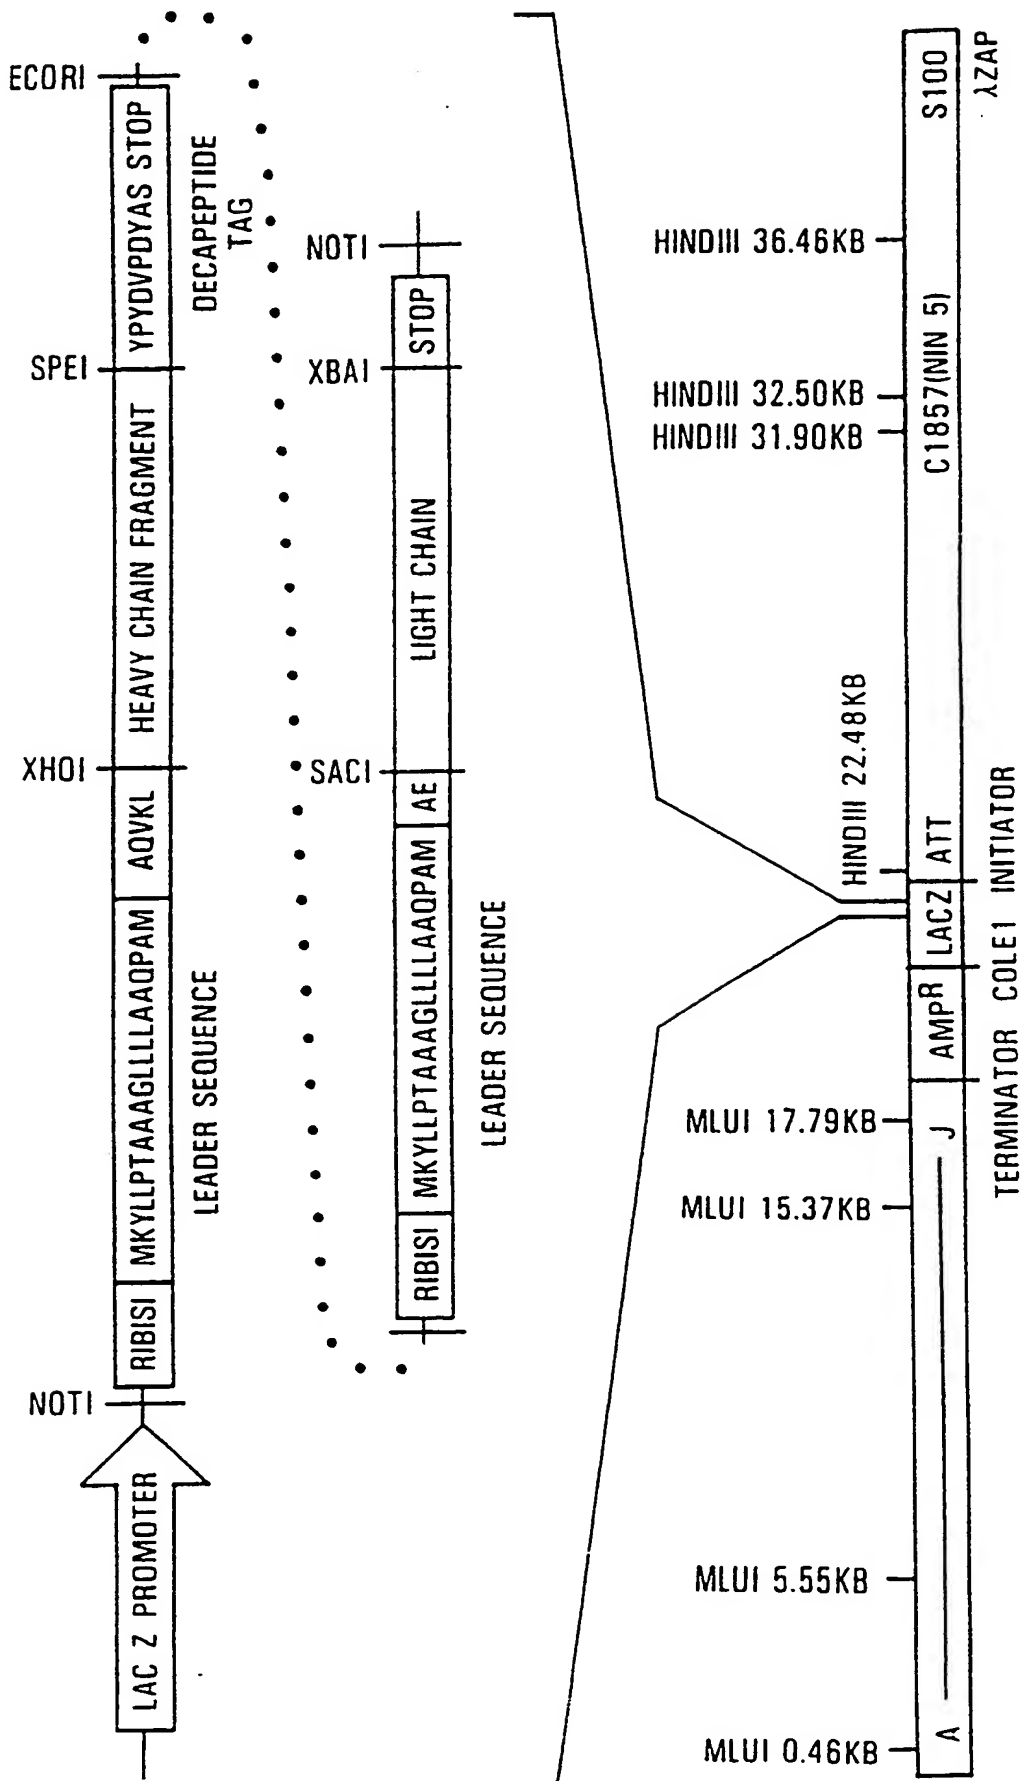 LAC Z PROMOTER
NOTI
RIBISI
MKYLLPTAAAGLLLLAAQPAM
LEADER SEQUENCE
AQVKL
XHOI
HEAVY CHAIN FRAGMENT
SPEI
YPYDVPDYAS STOP
DECAPEPTIDE
TAG
ECORI
RIBISI
MKYLLPTAAAGLLLLAAQPAM
LEADER SEQUENCE
AE
SACI
LIGHT CHAIN
XBAI
STOP
NOTI
MLUI 0.46KB
MLUI 5.55KB
MLUI 15.37KB
MLUI 17.79KB
HINDIII 22.48KB
HINDIII 31.90KB
HINDIII 32.50KB
HINDIII 36.46KB
A
J
AMPR
LACZ
ATT
C1857(NIN 5)
S100
TERMINATOR COLE1 INITIATOR
λZAP